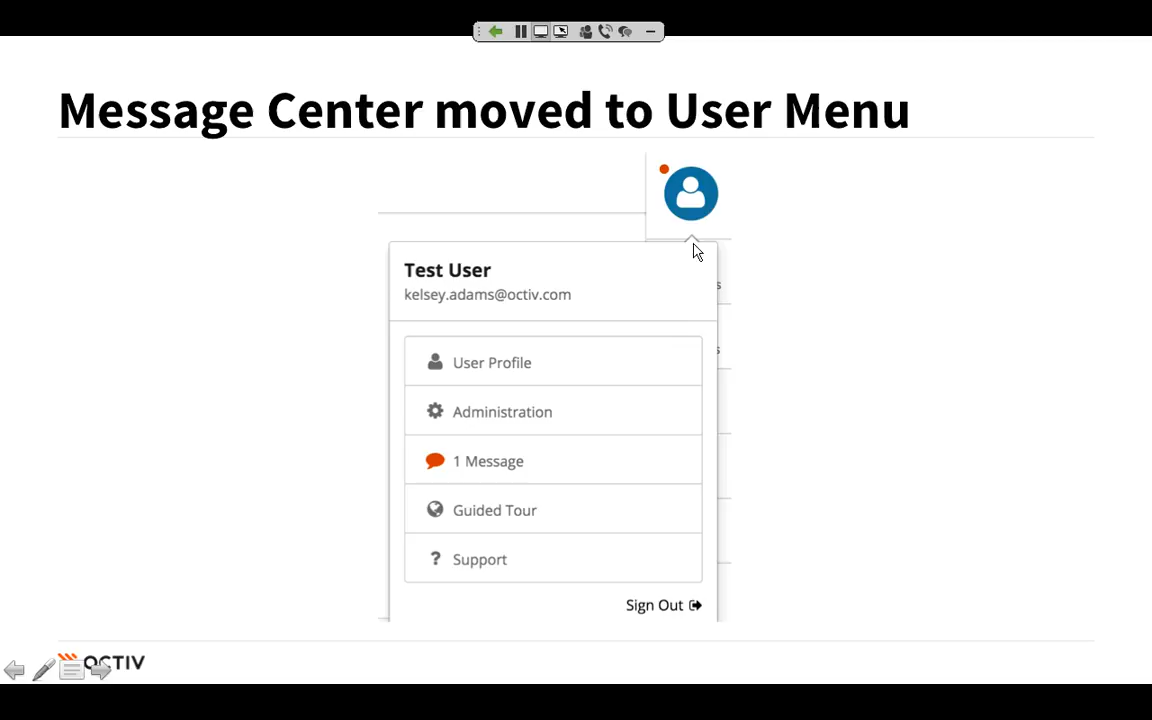 Message Center moved to User Menu
Test User
kelsey.adams@octiv.com
s
s
User Profile
Administration
1 Message
Guided Tour
? Support
Sign Out
OCTIV